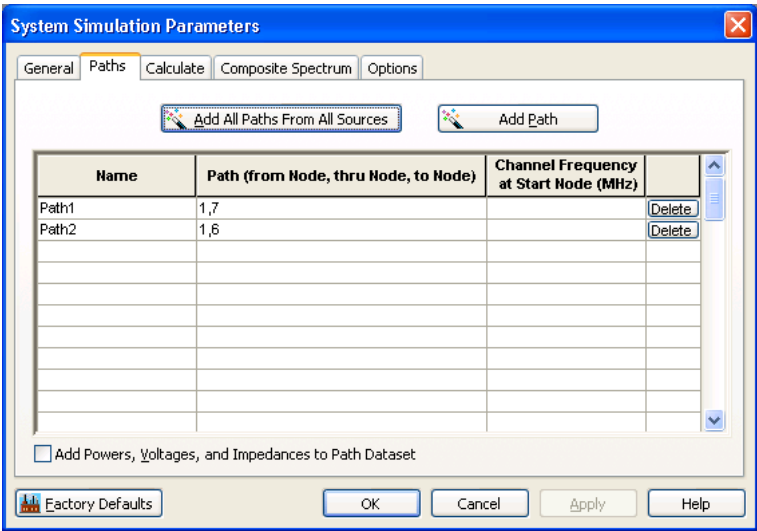 System Simulation Parameters
General Paths Calculate Composite Spectrum Options
Add All Paths From All Sources Add Path
Name Path (from Node, thru Node, to Node) Channel Frequency
at Start Node (MHz)
Path1 1,7 Delete
Path2 1,6 Delete
Add Powers, Voltages, and Impedances to Path Dataset
Factory Defaults OK Cancel Apply Help